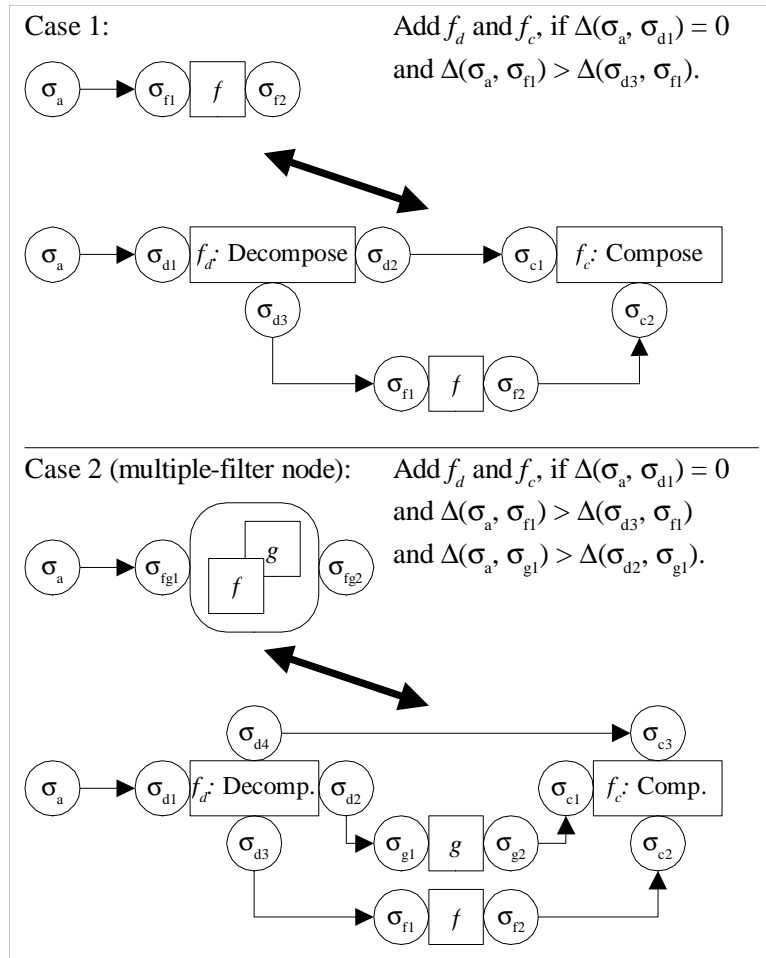 Case 1:
Add f_d and f_c, if Δ(σ_a, σ_d1) = 0
and Δ(σ_a, σ_f1) > Δ(σ_d3, σ_f1).
σ_a σ_f1 f σ_f2
σ_a σ_d1 f_d: Decompose σ_d2 σ_c1 f_c: Compose
σ_d3 σ_c2
σ_f1 f σ_f2
Case 2 (multiple-filter node):
Add f_d and f_c, if Δ(σ_a, σ_d1) = 0
and Δ(σ_a, σ_f1) > Δ(σ_d3, σ_f1)
and Δ(σ_a, σ_g1) > Δ(σ_d2, σ_g1).
g
σ_a σ_fg1 f σ_fg2
σ_d4 σ_c3
σ_a σ_d1 f_d: Decomp. σ_d2 σ_c1 f_c: Comp.
σ_d3 σ_g1 g σ_g2 σ_c2
σ_f1 f σ_f2